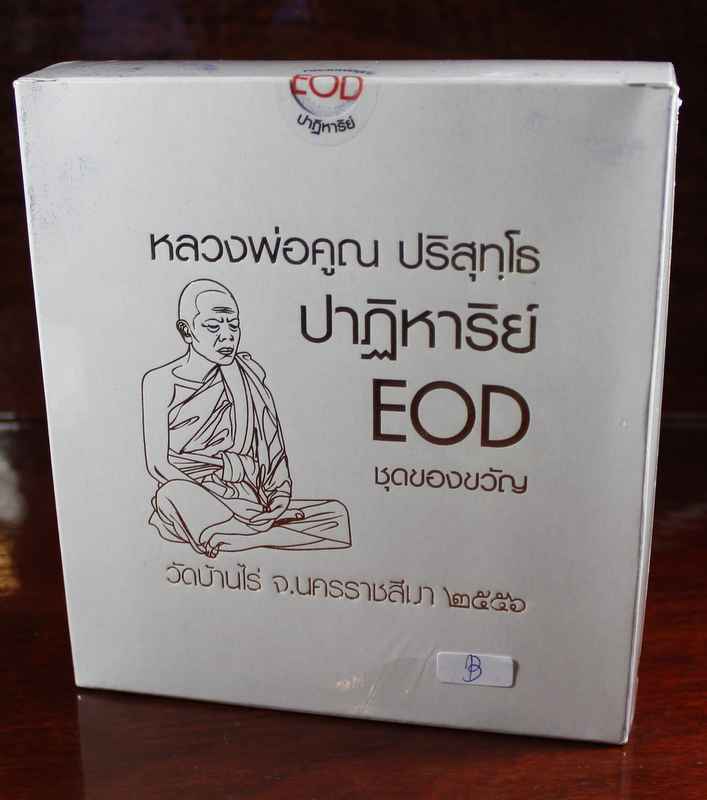 EOD
ปาฏิหาริย์
หลวงพ่อคูณ ปริสุทฺโธ
ปาฏิหาริย์
EOD
ชุดของขวัญ
วัดบ้านไร่ จ.นครราชสีมา ๒๕๕๖
B